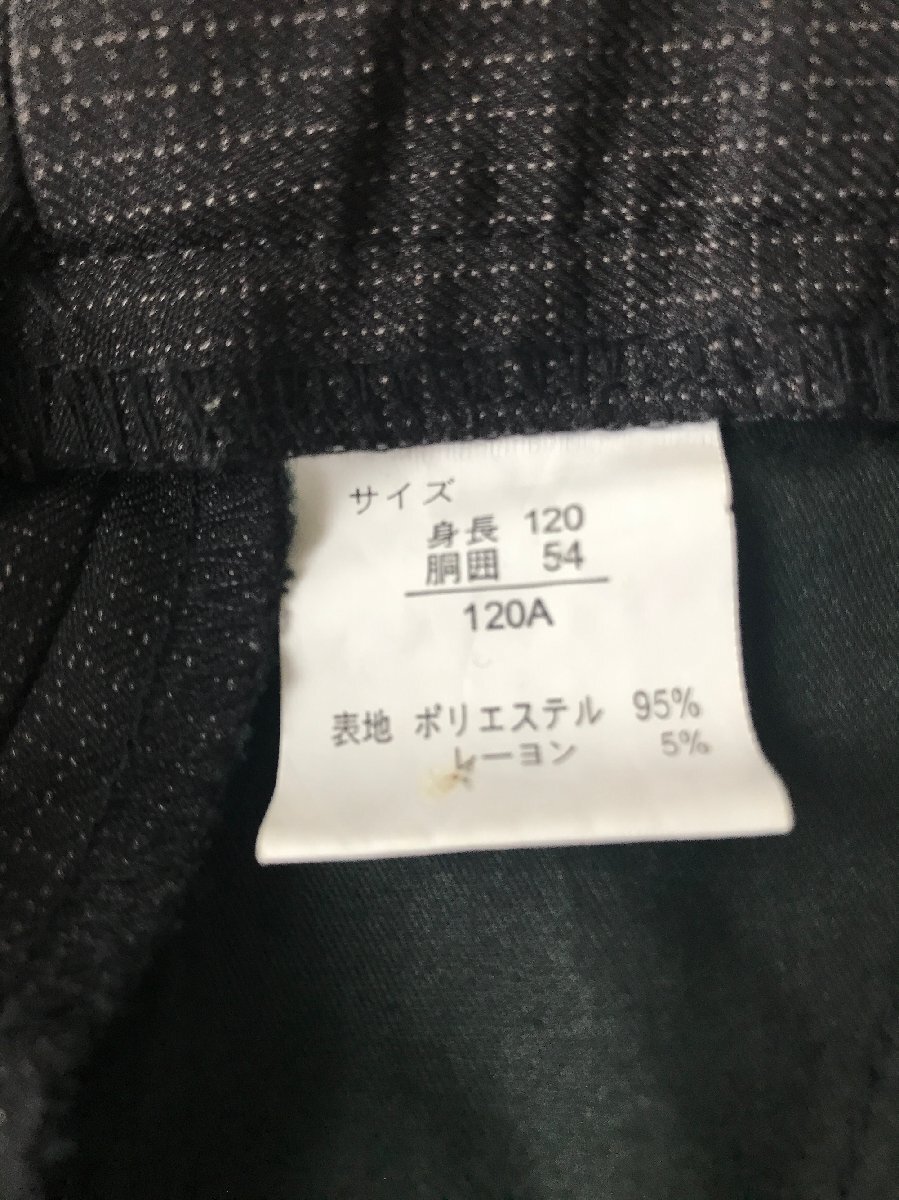 サイズ
身長 120
胴囲 54
120A
表地 ポリエステル 95%
レーヨン 5%